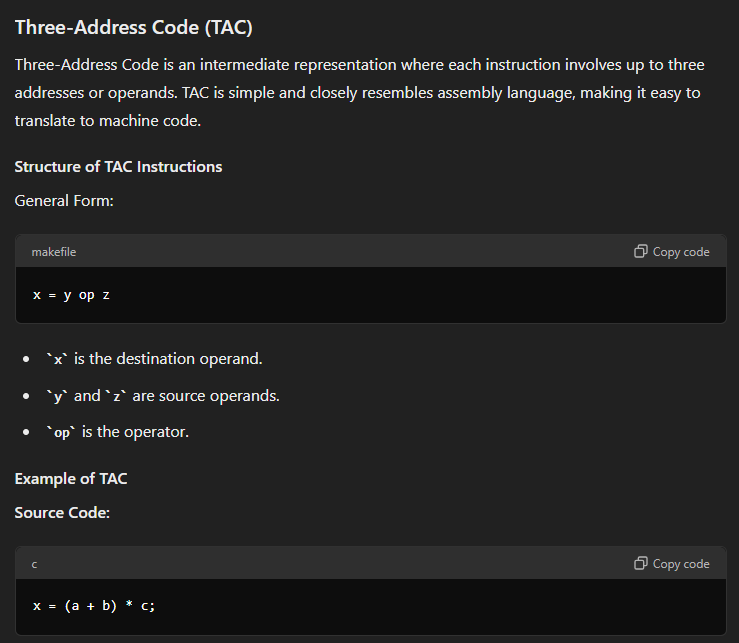 Three-Address Code (TAC)
Three-Address Code is an intermediate representation where each instruction involves up to three
addresses or operands. TAC is simple and closely resembles assembly language, making it easy to
translate to machine code.
Structure of TAC Instructions
General Form:
makefile Copy code
x = y op z
• `x` is the destination operand.
• `y` and `z` are source operands.
• `op` is the operator.
Example of TAC
Source Code:
c Copy code
x = (a + b) * c;